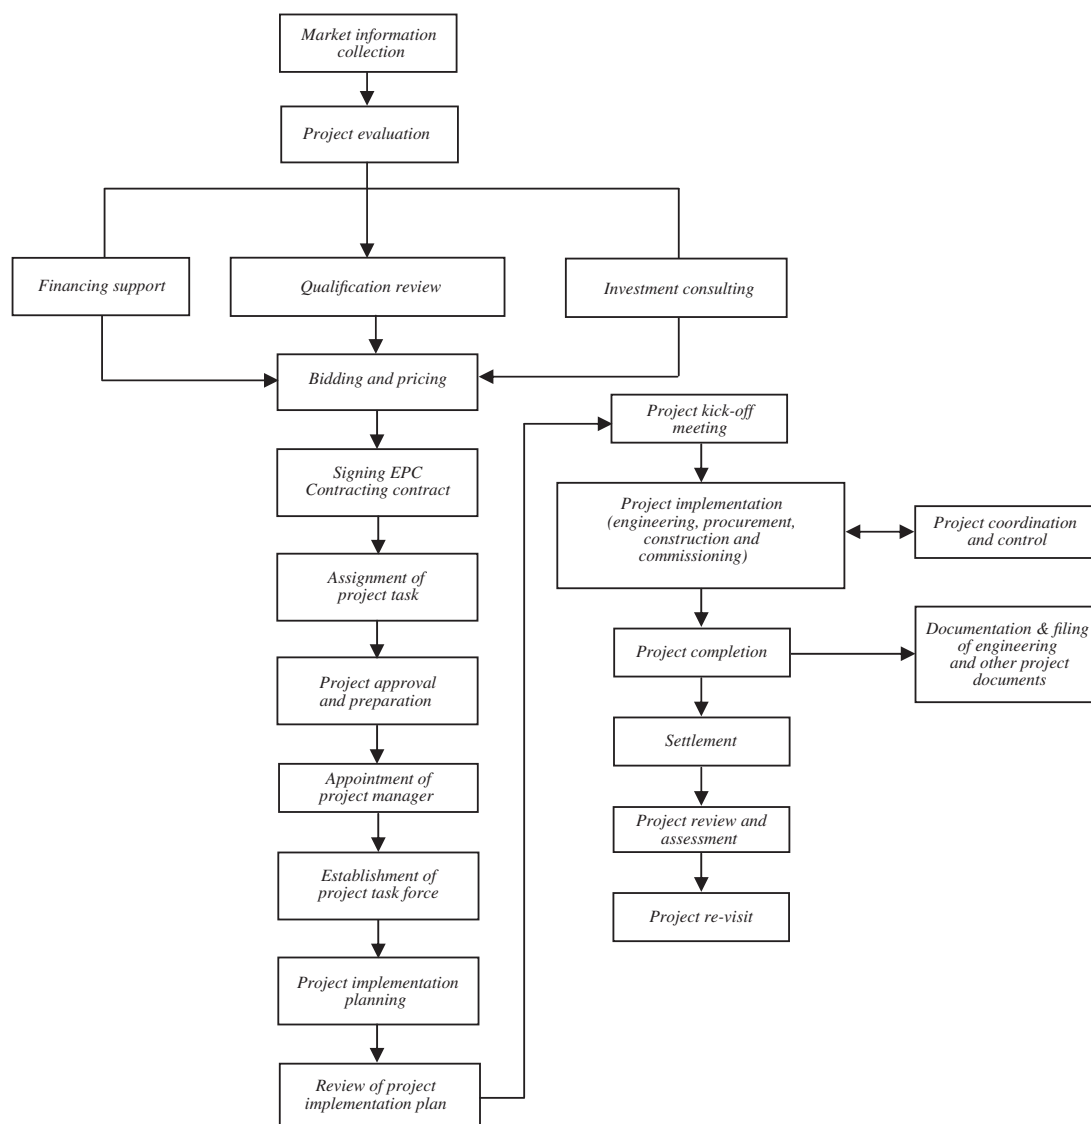 Market information
collection
Project evaluation
Financing support
Qualification review
Investment consulting
Bidding and pricing
Signing EPC
Contracting contract
Assignment of
project task
Project approval
and preparation
Appointment of
project manager
Establishment of
project task force
Project implementation
planning
Review of project
implementation plan
Project kick-off
meeting
Project implementation
(engineering, procurement,
construction and
commissioning)
Project coordination
and control
Project completion
Documentation & filing
of engineering
and other project
documents
Settlement
Project review and
assessment
Project re-visit